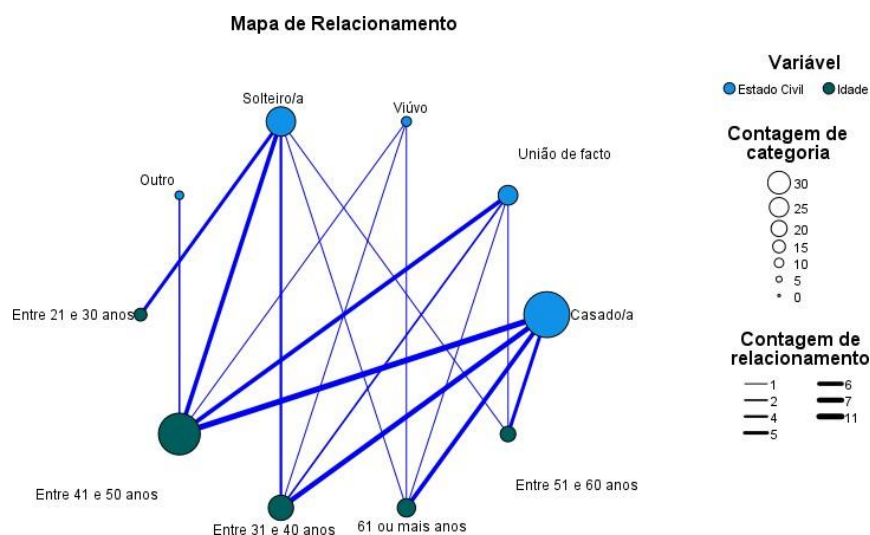 Mapa de Relacionamento
Solteiro/a
Viúvo
União de facto
Outro
Entre 21 e 30 anos
Casado/a
Entre 41 e 50 anos
Entre 51 e 60 anos
Entre 31 e 40 anos
61 ou mais anos
Variável
Estado Civil
Idade
Contagem de
categoria
30
25
20
15
10
5
0
Contagem de
relacionamento
1
2
4
5
6
7
11